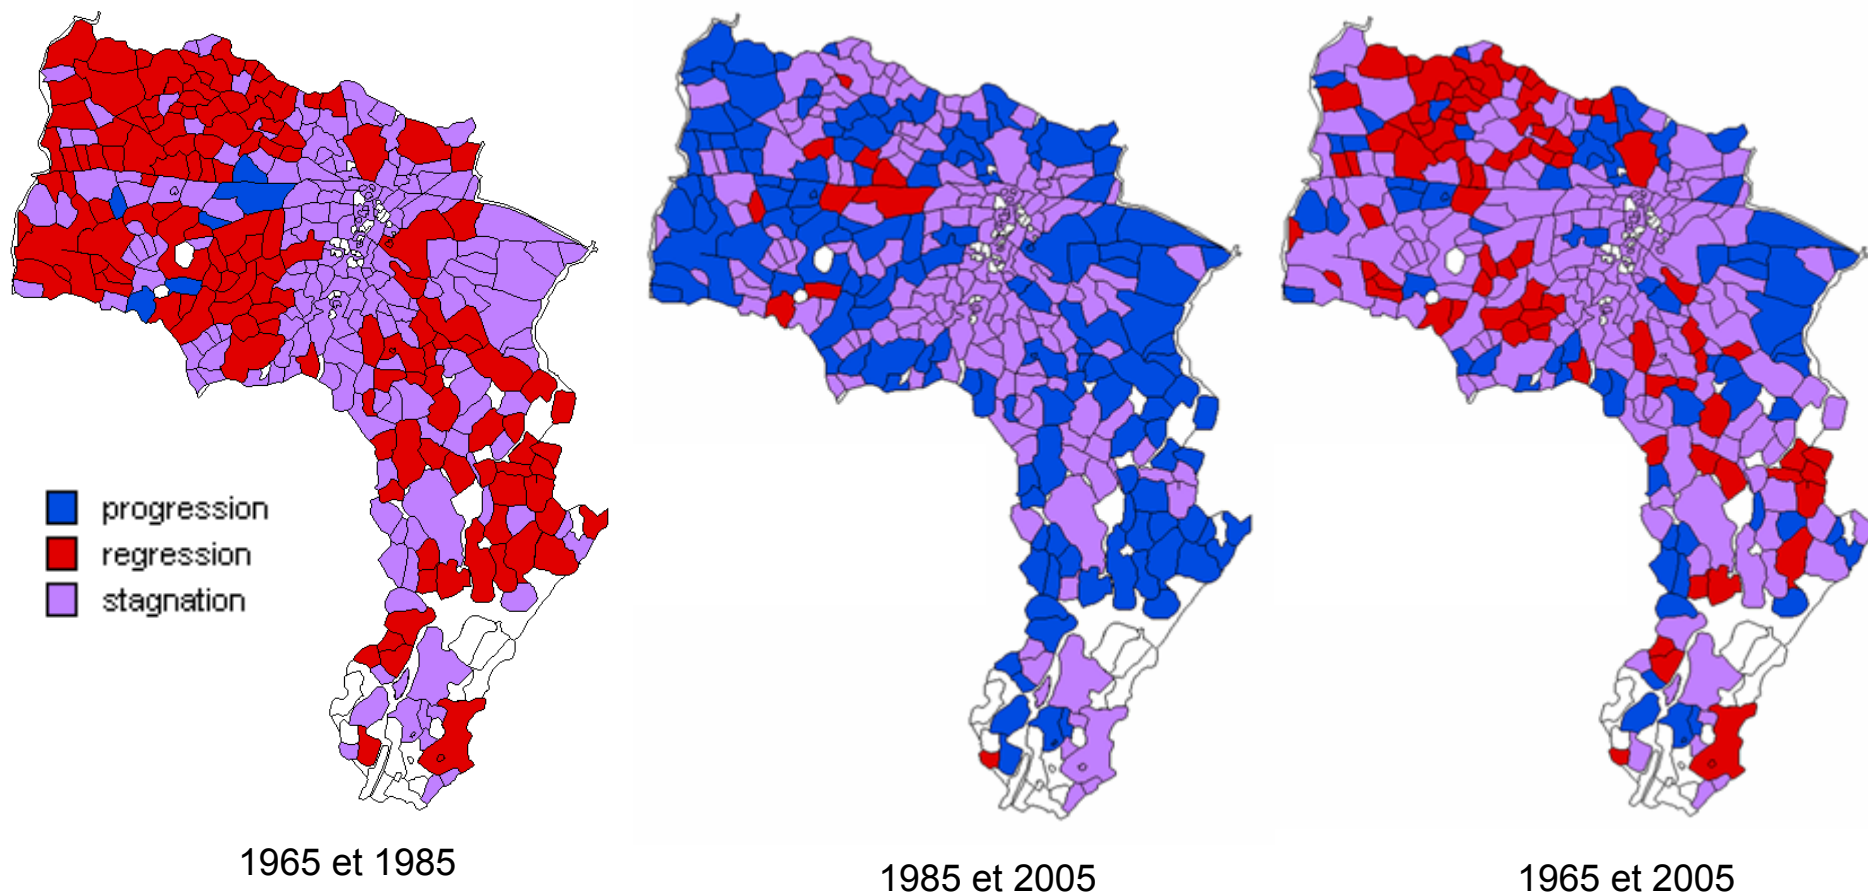 progression
regression
stagnation
1965 et 1985
1985 et 2005
1965 et 2005